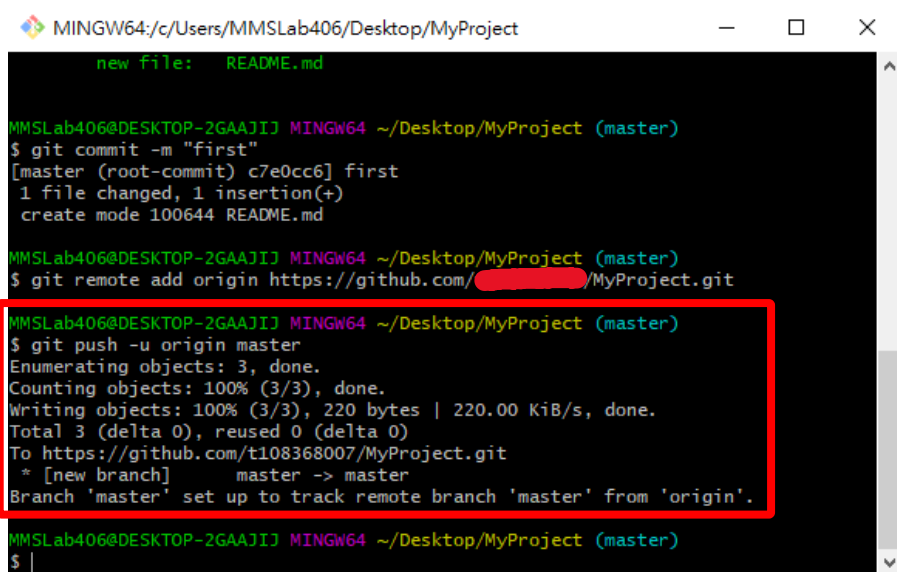 MINGW64:/c/Users/MMSLab406/Desktop/MyProject
new file:   README.md
MMSLab406@DESKTOP-2GAAJIJ MINGW64 ~/Desktop/MyProject (master)
$ git commit -m "first"
[master (root-commit) c7e0cc6] first
 1 file changed, 1 insertion(+)
 create mode 100644 README.md
MMSLab406@DESKTOP-2GAAJIJ MINGW64 ~/Desktop/MyProject (master)
$ git remote add origin https://github.com/ /MyProject.git
MMSLab406@DESKTOP-2GAAJIJ MINGW64 ~/Desktop/MyProject (master)
$ git push -u origin master
Enumerating objects: 3, done.
Counting objects: 100% (3/3), done.
Writing objects: 100% (3/3), 220 bytes | 220.00 KiB/s, done.
Total 3 (delta 0), reused 0 (delta 0)
To https://github.com/t108368007/MyProject.git
 * [new branch]      master -> master
Branch 'master' set up to track remote branch 'master' from 'origin'.
MMSLab406@DESKTOP-2GAAJIJ MINGW64 ~/Desktop/MyProject (master)
$